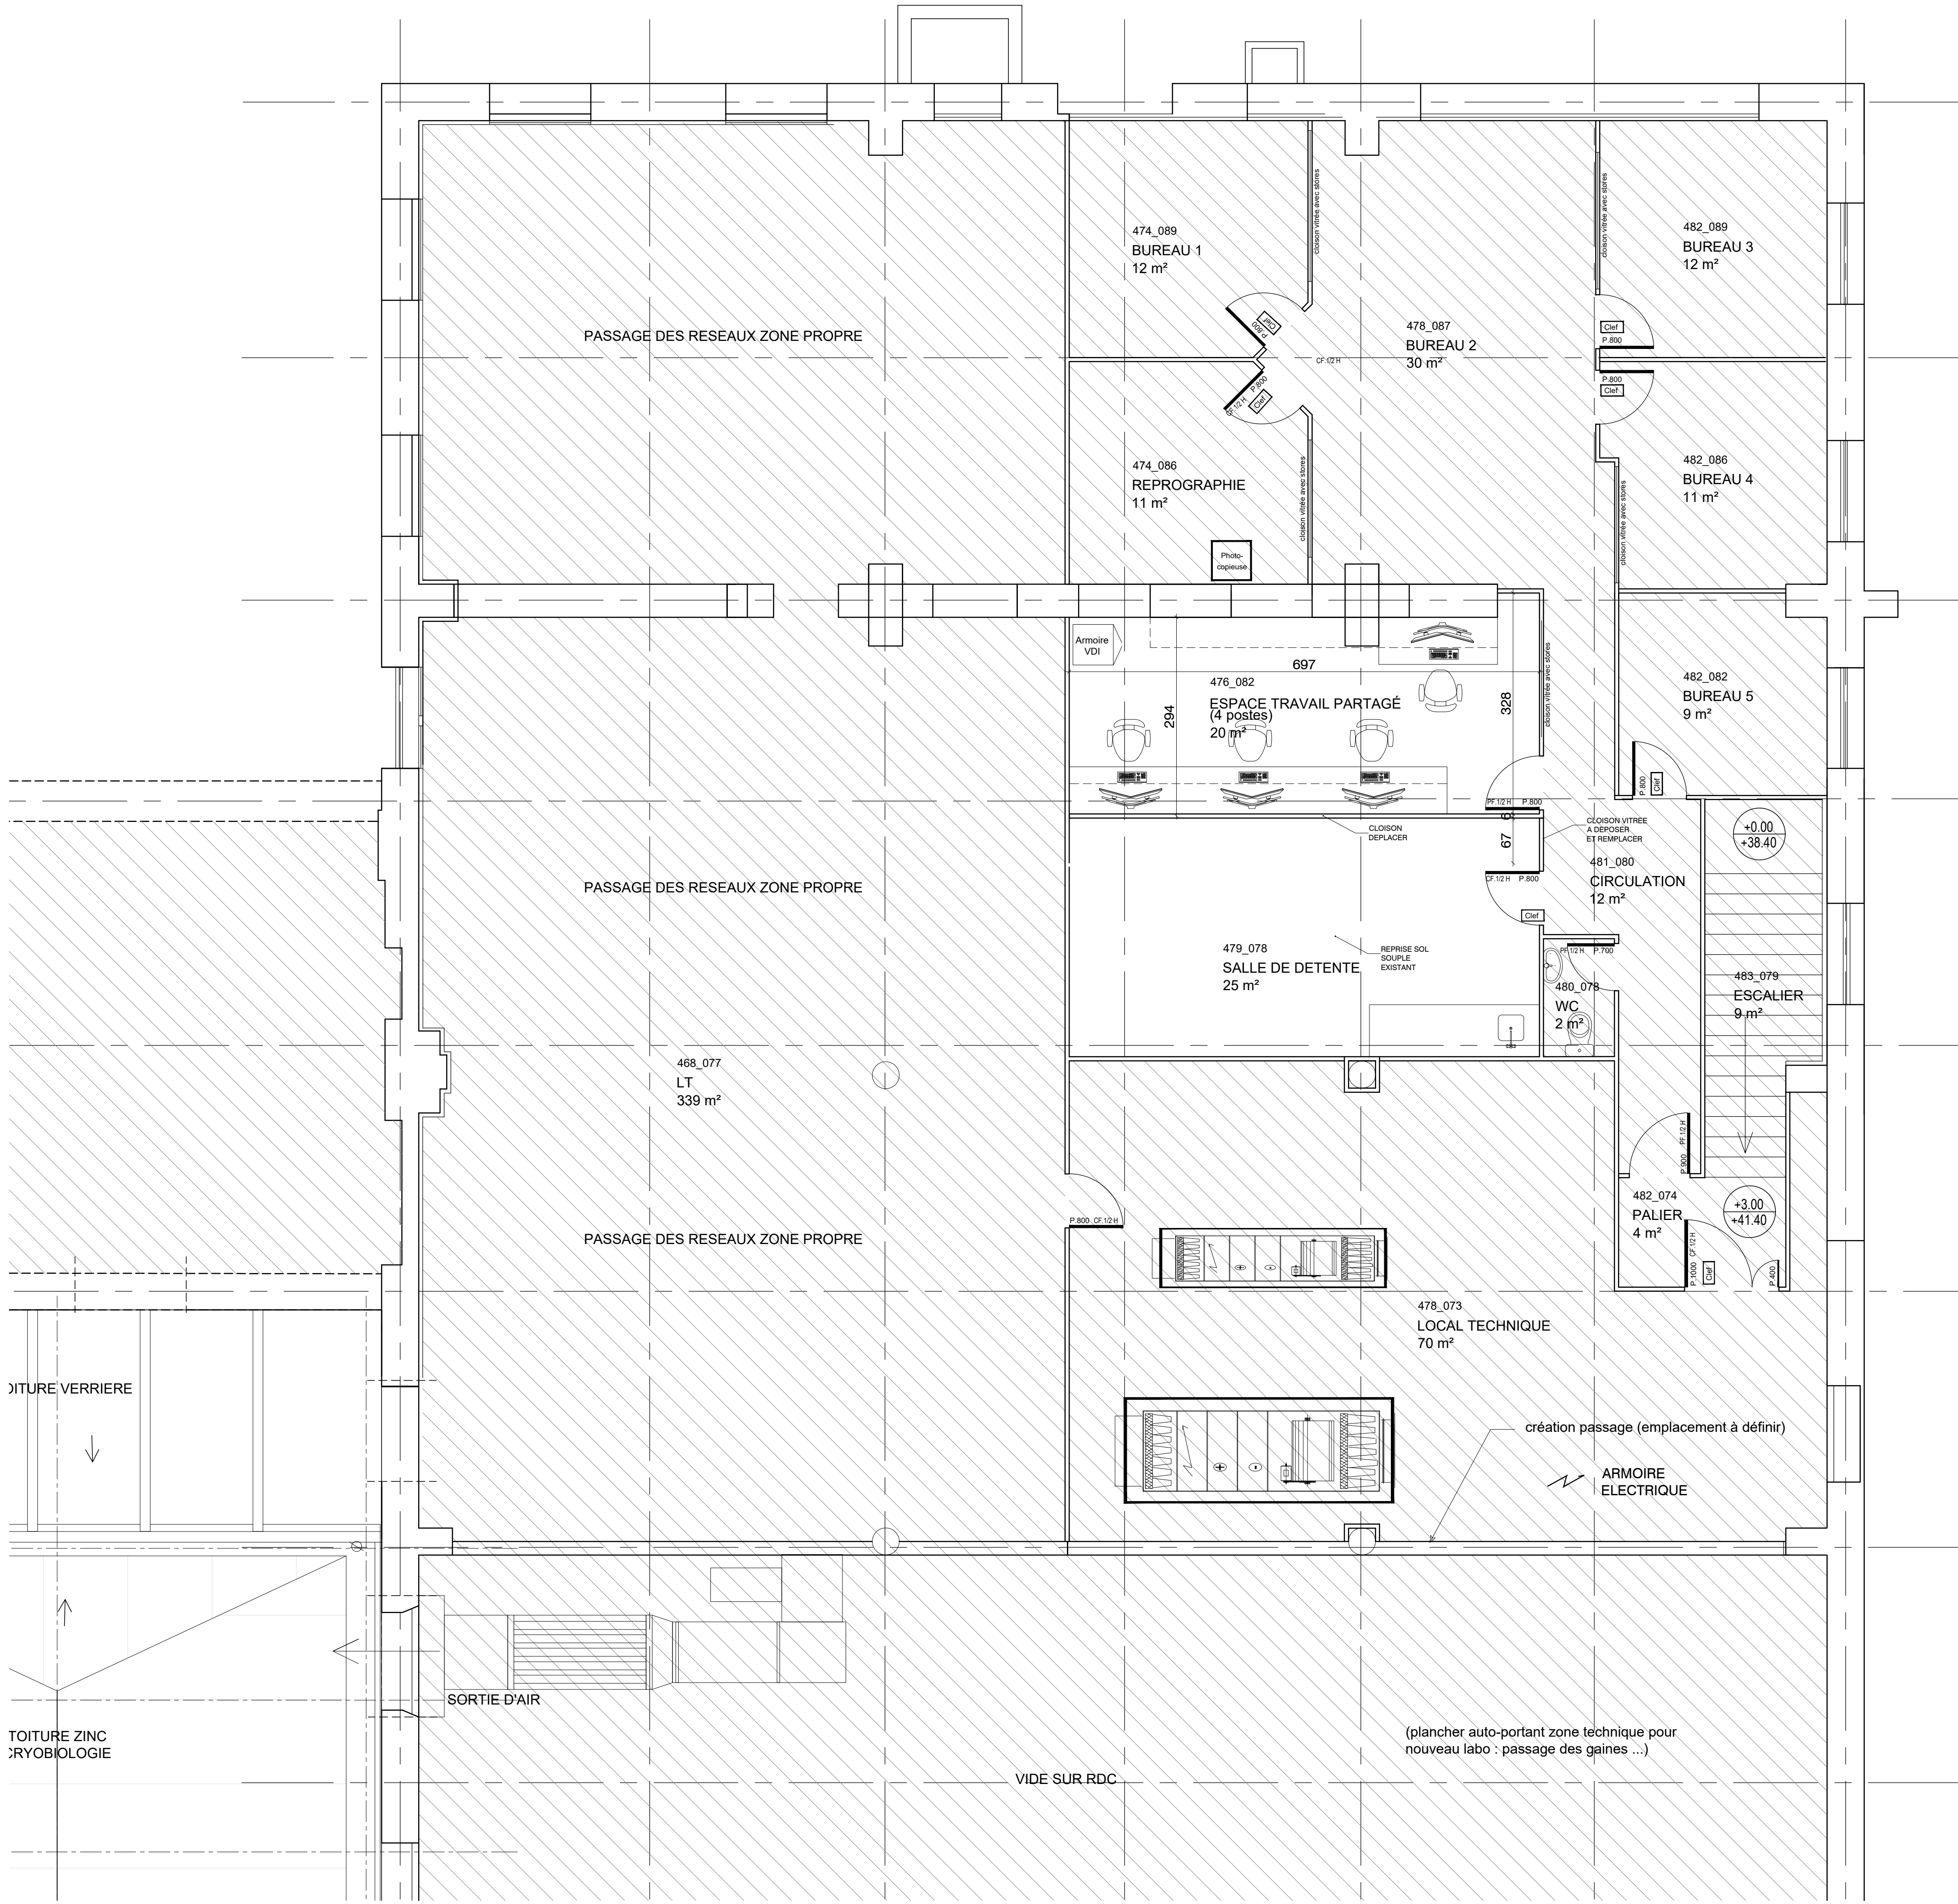 474_089
BUREAU 1
12 m²
cloison vitrée avec stores
cloison vitrée avec stores
482_089
BUREAU 3
12 m²
PASSAGE DES RESEAUX ZONE PROPRE
P.800
Clef
478_087
BUREAU 2
30 m²
CF.1/2 H
Clef
P.800
P.800
Clef
CF.1/2 H P.800
Clef
474_086
REPROGRAPHIE
11 m²
cloison vitrée avec stores
cloison vitrée avec stores
482_086
BUREAU 4
11 m²
Photo-
copieuse
Armoire
VDI
697
294
328
476_082
ESPACE TRAVAIL PARTAGÉ
(4 postes)
20 m²
cloison vitrée avec stores
482_082
BUREAU 5
9 m²
P.800
Clef
PF.1/2 H P.800
6
67
CLOISON
DEPLACER
CLOISON VITREE
A DEPOSER
ET REMPLACER
+0.00
+38.40
481_080
CIRCULATION
12 m²
CF.1/2 H P.800
Clef
PASSAGE DES RESEAUX ZONE PROPRE
479_078
SALLE DE DETENTE
25 m²
REPRISE SOL
SOUPLE
EXISTANT
PF.1/2 H P.700
480_078
WC
2 m²
483_079
ESCALIER
9 m²
468_077
LT
339 m²
P.900 PF.1/2 H
482_074
PALIER
4 m²
+3.00
+41.40
P.800 CF.1/2 H
PASSAGE DES RESEAUX ZONE PROPRE
P.1000 CF.1/2 H
Clef
P.400
478_073
LOCAL TECHNIQUE
70 m²
OITURE VERRIERE
création passage (emplacement à définir)
ARMOIRE
ELECTRIQUE
SORTIE D'AIR
TOITURE ZINC
CRYOBIOLOGIE
(plancher auto-portant zone technique pour
nouveau labo : passage des gaines ...)
VIDE SUR RDC